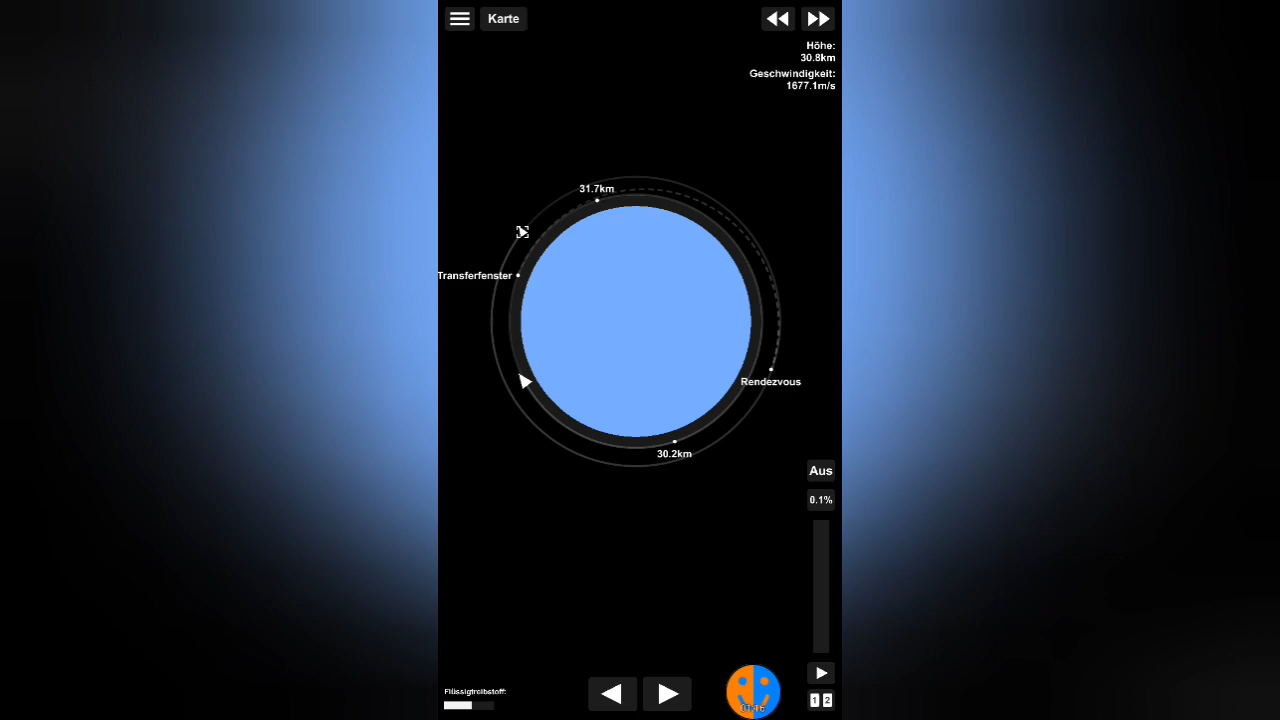 Karte
Höhe:
30.8km
Geschwindigkeit:
1677.1m/s
31.7km
Transferfenster
Rendezvous
30.2km
Aus
0.1%
Flüssigtreibstoff:
1 2